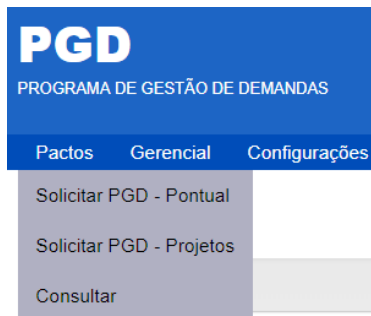 PGD
PROGRAMA DE GESTÃO DE DEMANDAS
Pactos Gerencial Configurações
Solicitar PGD - Pontual
Solicitar PGD - Projetos
Consultar